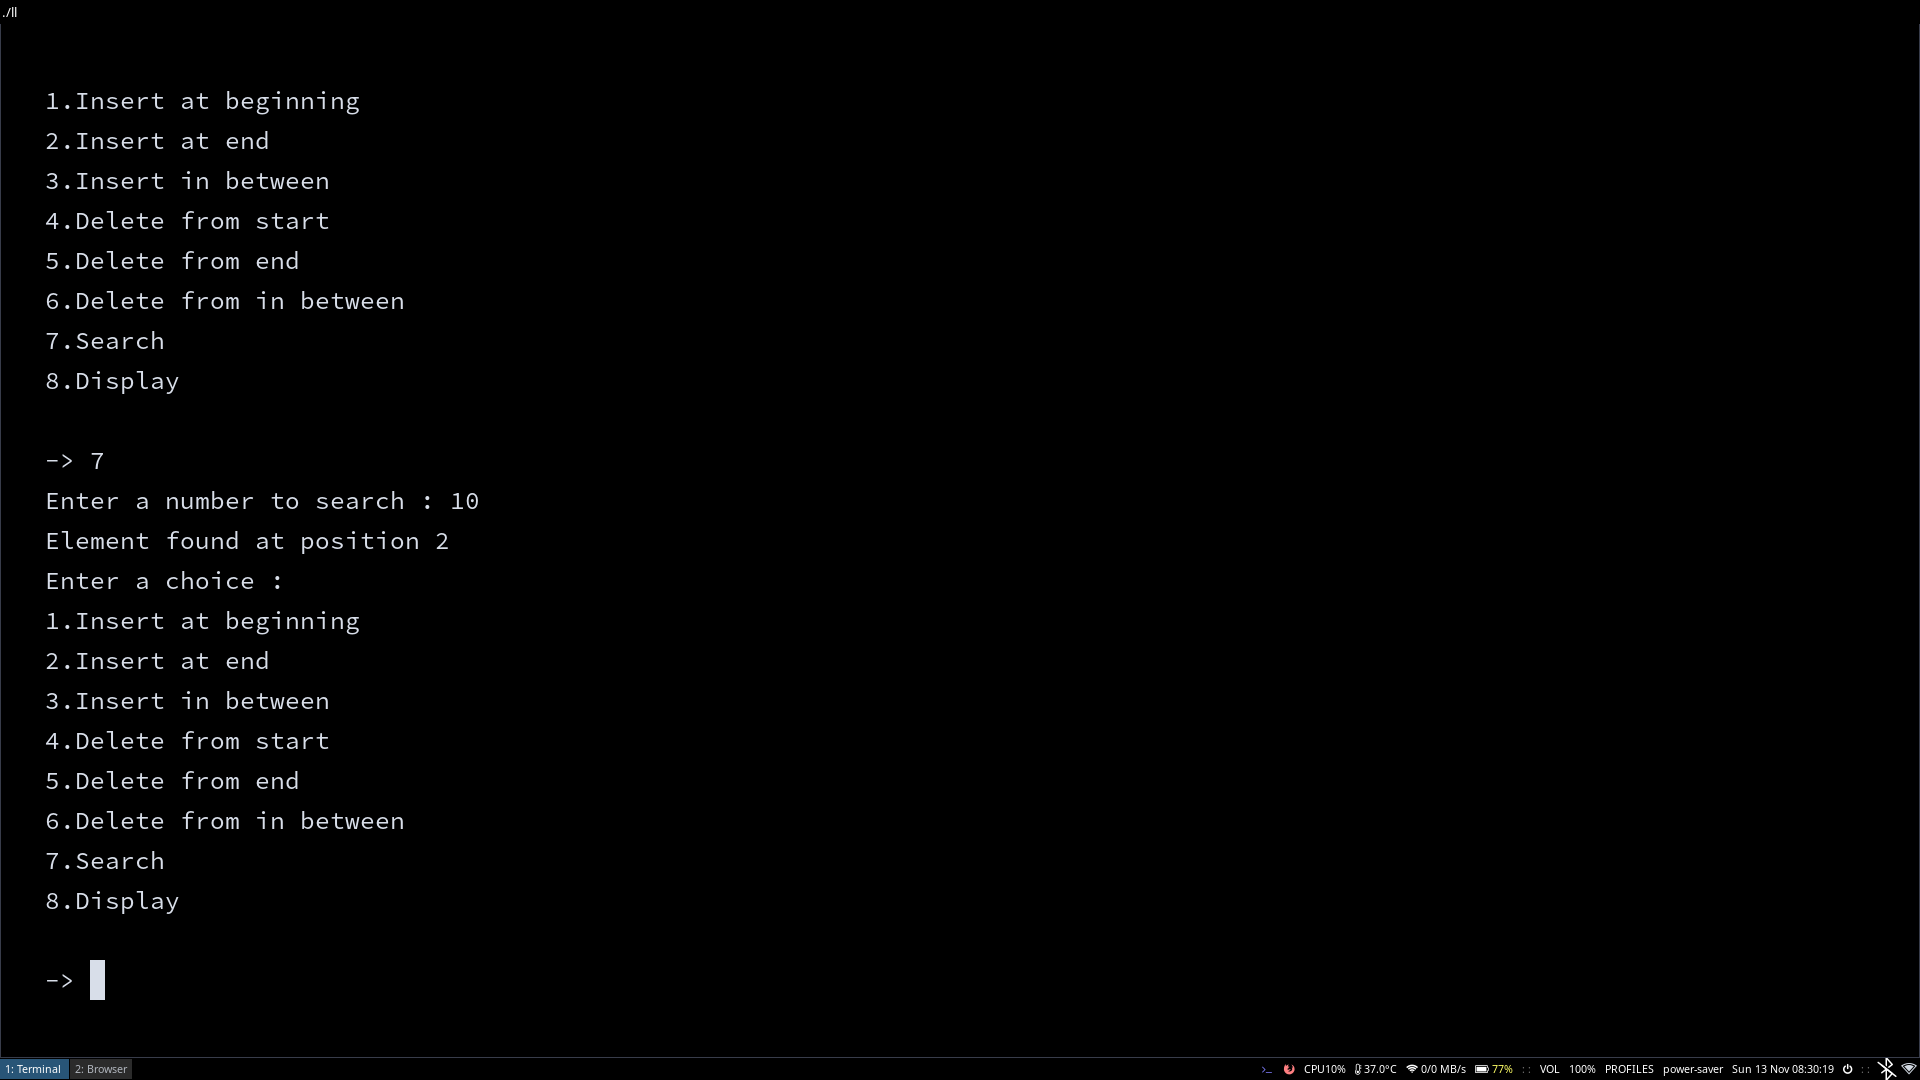 ./ll
1.Insert at beginning
2.Insert at end
3.Insert in between
4.Delete from start
5.Delete from end
6.Delete from in between
7.Search
8.Display
-> 7
Enter a number to search : 10
Element found at position 2
Enter a choice :
1.Insert at beginning
2.Insert at end
3.Insert in between
4.Delete from start
5.Delete from end
6.Delete from in between
7.Search
8.Display
->
1: Terminal 2: Browser >_ CPU10% 37.0°C 0/0 MB/s 77% :: VOL 100% PROFILES power-saver Sun 13 Nov 08:30:19 ::